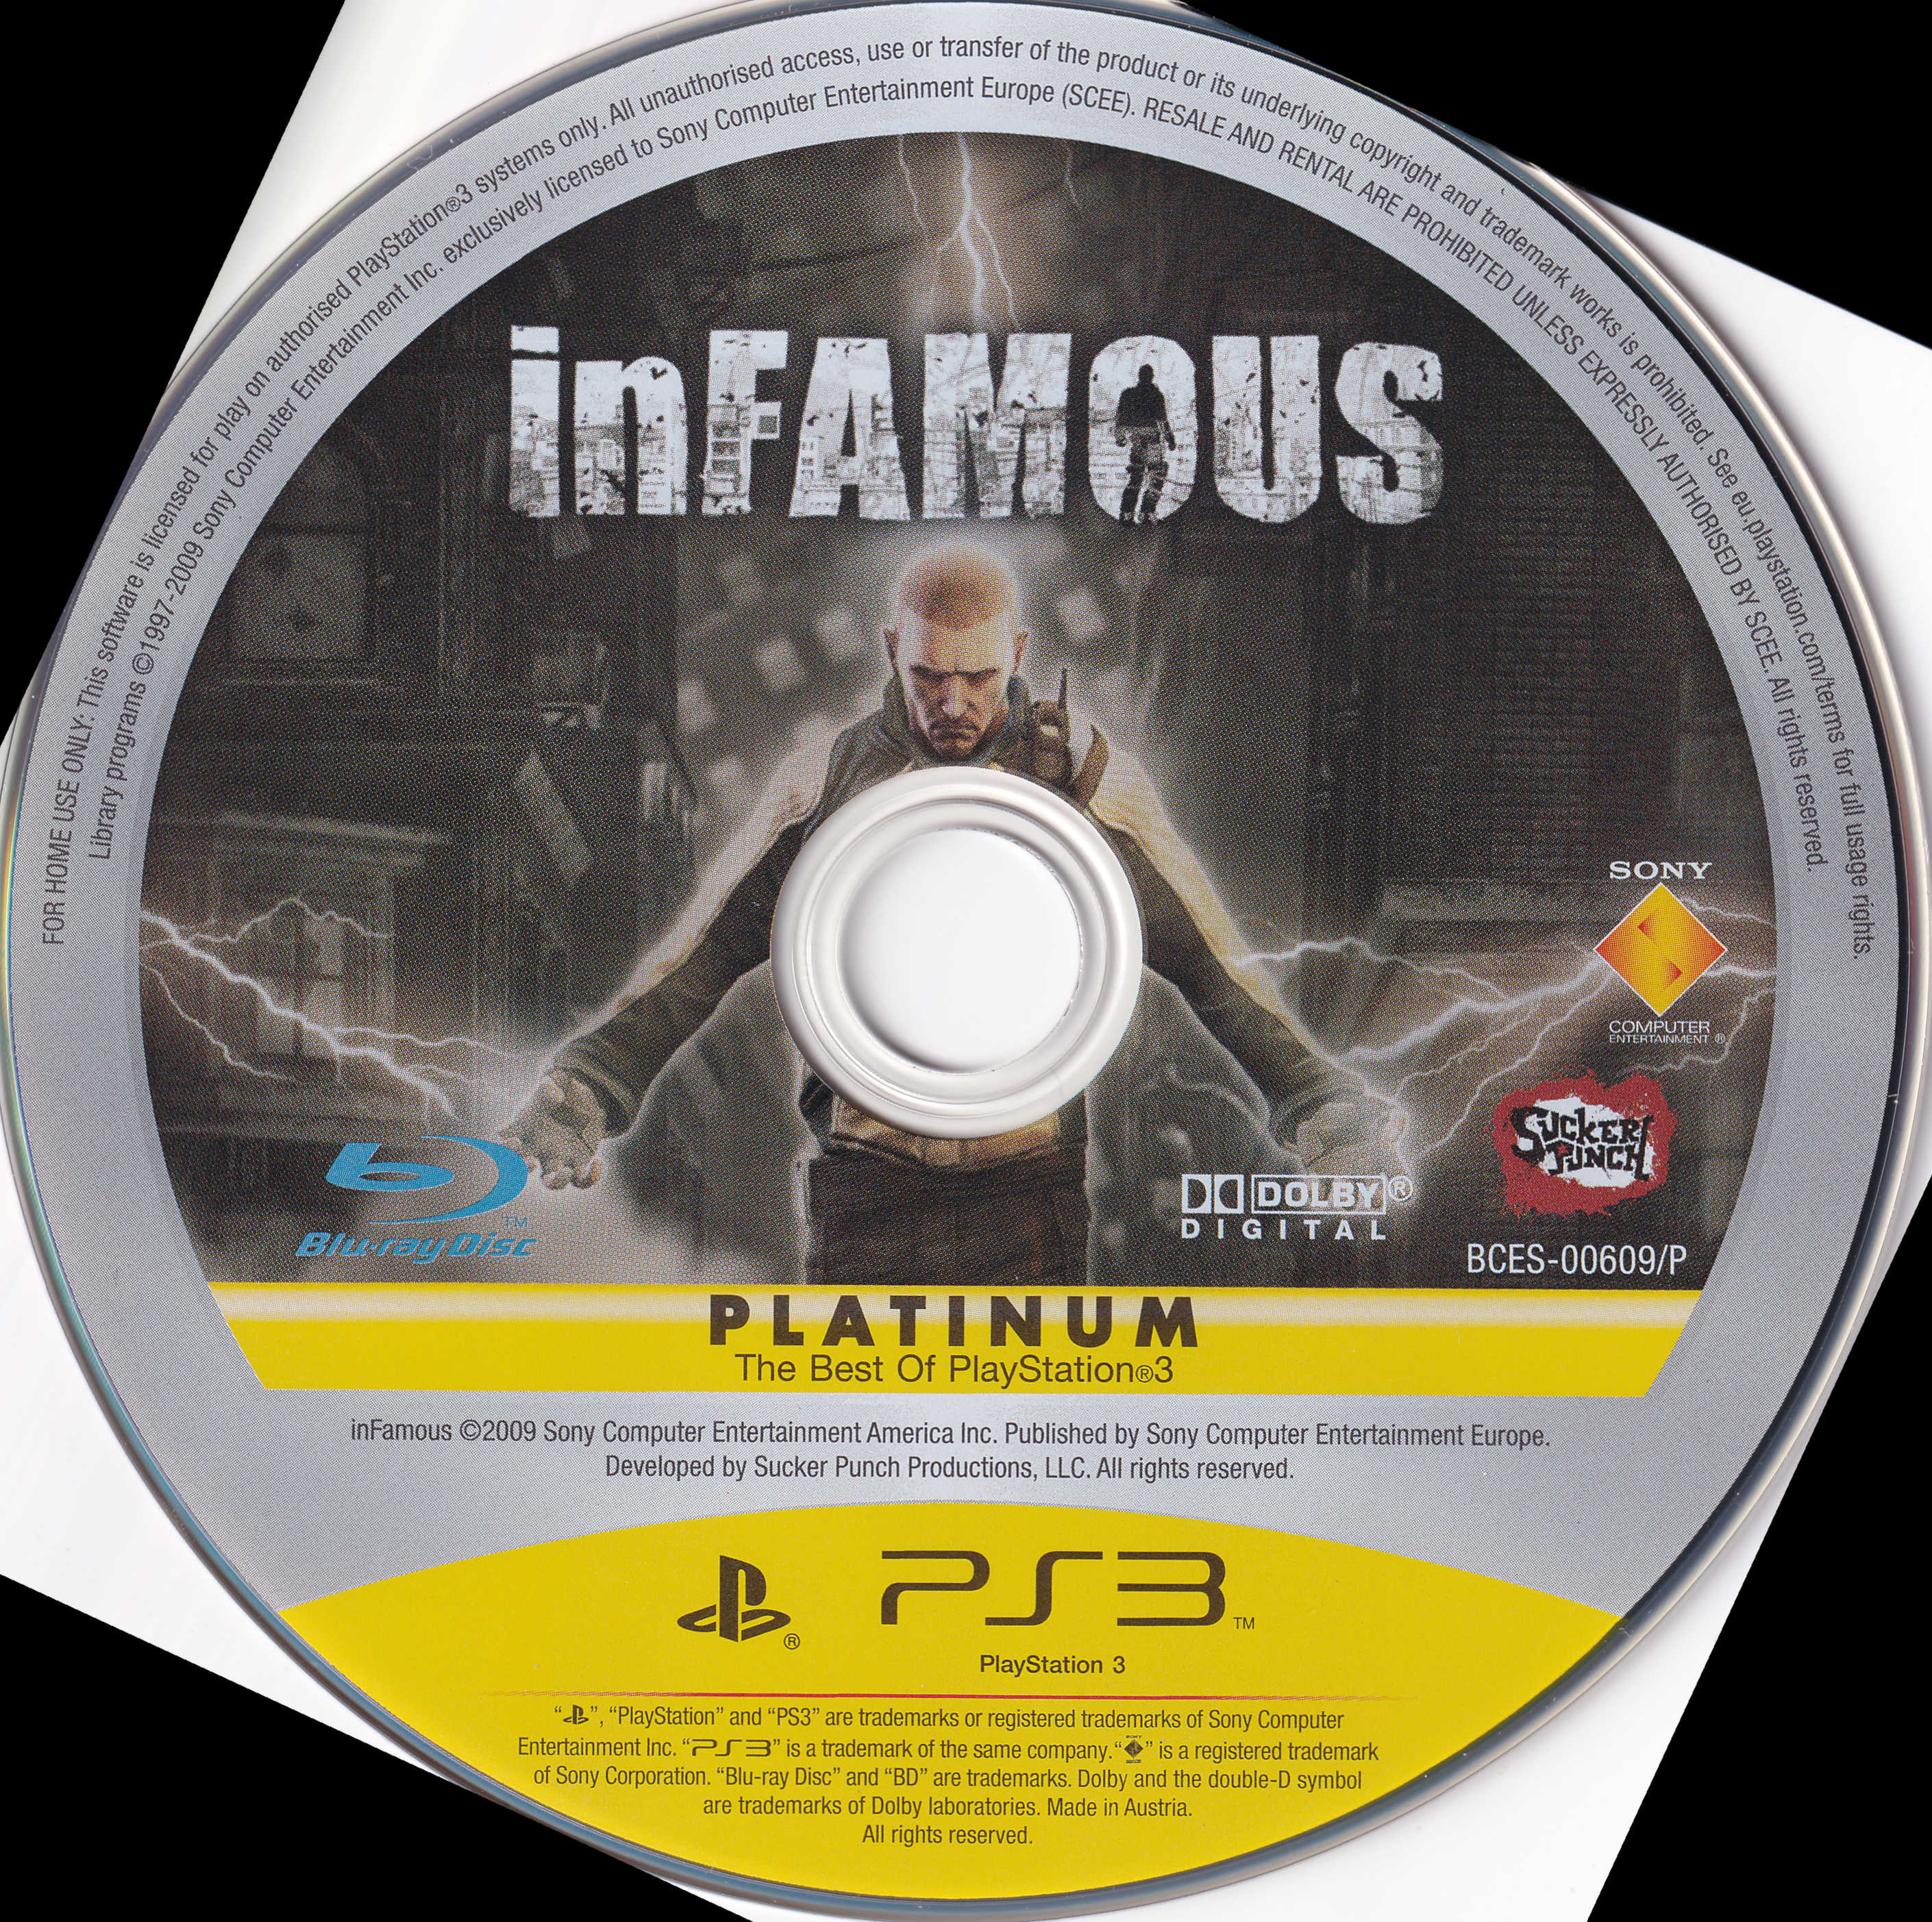 FOR HOME USE ONLY: This software is licensed for play on authorised PlayStation®3 systems only. All unauthorised access, use or transfer of the product or its underlying copyright and trademark works is prohibited. See eu.playstation.com/terms for full usage rights.
Library programs ©1997-2009 Sony Computer Entertainment Inc. exclusively licensed to Sony Computer Entertainment Europe (SCEE). RESALE AND RENTAL ARE PROHIBITED UNLESS EXPRESSLY AUTHORISED BY SCEE. All rights reserved.
inFAMOUS
SONY
COMPUTER
ENTERTAINMENT ®
SUCKER
PUNCH
Blu-ray Disc™
DOLBY®
DIGITAL
BCES-00609/P
PLATINUM
The Best Of PlayStation®3
inFamous ©2009 Sony Computer Entertainment America Inc. Published by Sony Computer Entertainment Europe.
Developed by Sucker Punch Productions, LLC. All rights reserved.
® PS3™
PlayStation 3
“ ”, “PlayStation” and “PS3” are trademarks or registered trademarks of Sony Computer
Entertainment Inc. “PS3” is a trademark of the same company. “ ” is a registered trademark
of Sony Corporation. “Blu-ray Disc” and “BD” are trademarks. Dolby and the double-D symbol
are trademarks of Dolby laboratories. Made in Austria.
All rights reserved.